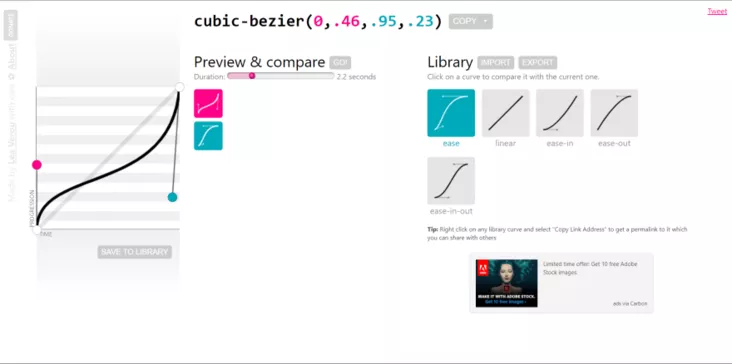 Tweet
cubic-bezier(0,.46,.95,.23)
COPY
Preview & compare
GO!
Duration:
2.2 seconds
Library
IMPORT
EXPORT
Click on a curve to compare it with the current one.
ease
linear
ease-in
ease-out
ease-in-out
Tip: Right click on any library curve and select "Copy Link Address" to get a permalink to it which
you can share with others
PROGRESSION
TIME
SAVE TO LIBRARY
Made by Lea Verou with care ©
About
MAKE IT WITH ADOBE STOCK.
Get 10 free images ›
Limited time offer: Get 10 free Adobe
Stock images.
ads via Carbon